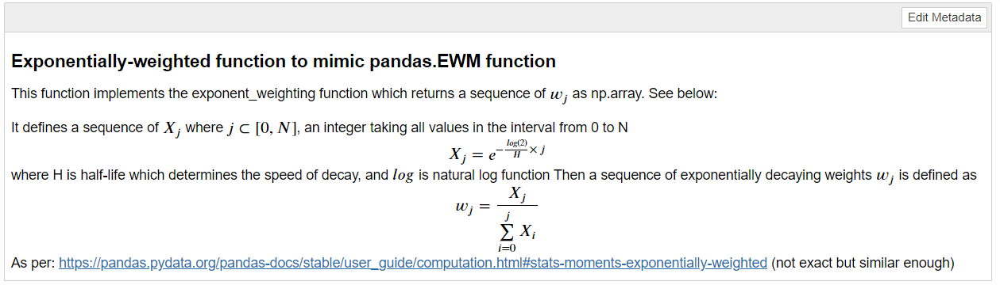 Edit Metadata
Exponentially-weighted function to mimic pandas.EWM function
This function implements the exponent_weighting function which returns a sequence of w_j as np.array. See below:
It defines a sequence of X_j where j ⊂ [0, N], an integer taking all values in the interval from 0 to N
X_j = e^{-\frac{log(2)}{H} × j}
where H is half-life which determines the speed of decay, and log is natural log function Then a sequence of exponentially decaying weights w_j is defined as
w_j = \frac{X_j}{\sum_{i=0}^{j} X_i}
As per: https://pandas.pydata.org/pandas-docs/stable/user_guide/computation.html#stats-moments-exponentially-weighted (not exact but similar enough)